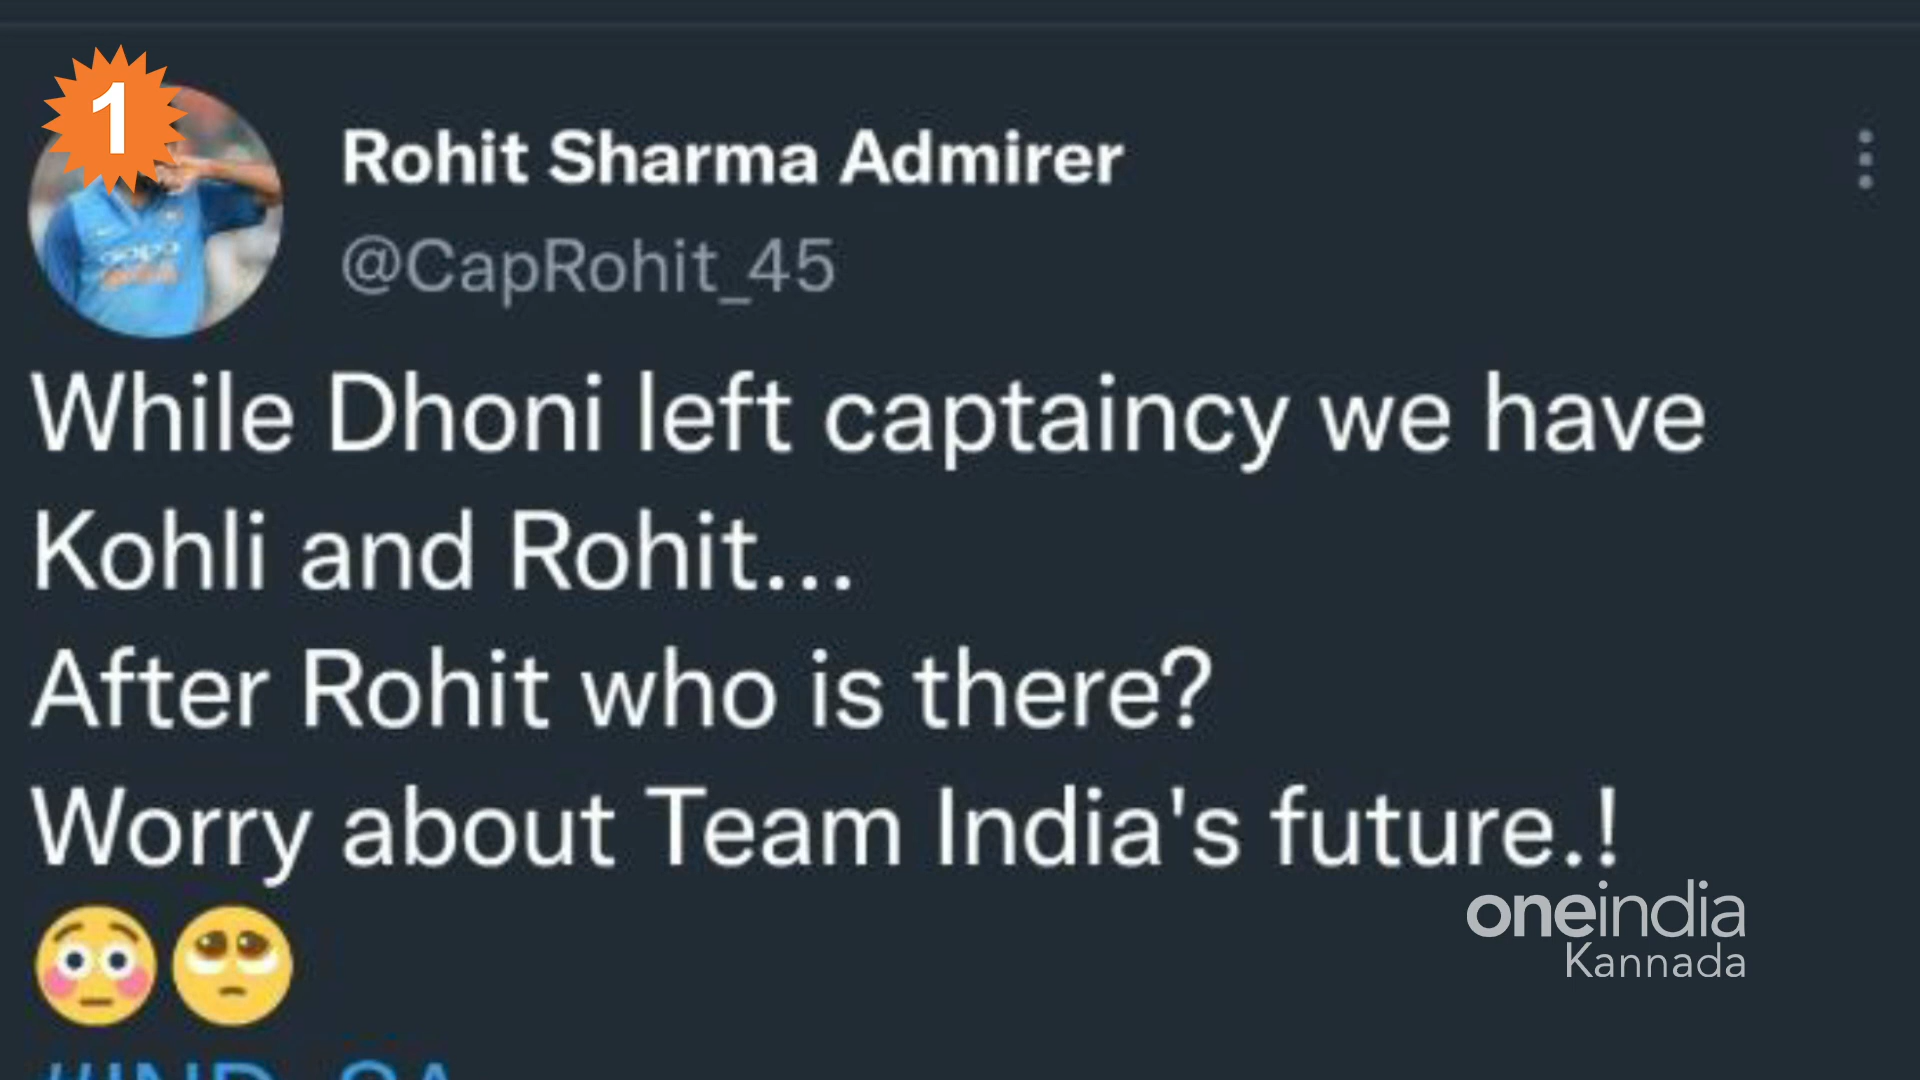 1
Rohit Sharma Admirer
@CapRohit_45
While Dhoni left captaincy we have
Kohli and Rohit...
After Rohit who is there?
Worry about Team India's future.!
😳🥺
oneindia
Kannada